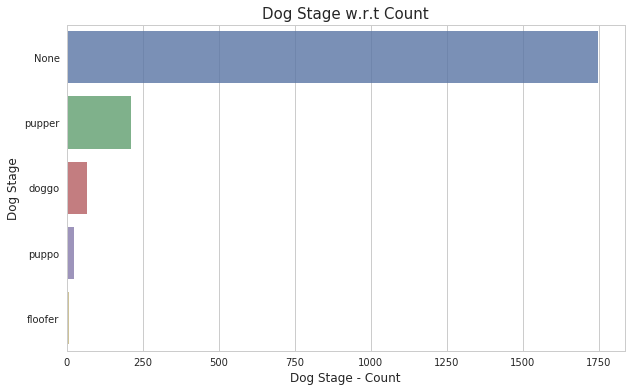 Dog Stage w.r.t Count
Dog Stage
None
pupper
doggo
puppo
floofer
0 250 500 750 1000 1250 1500 1750
Dog Stage - Count